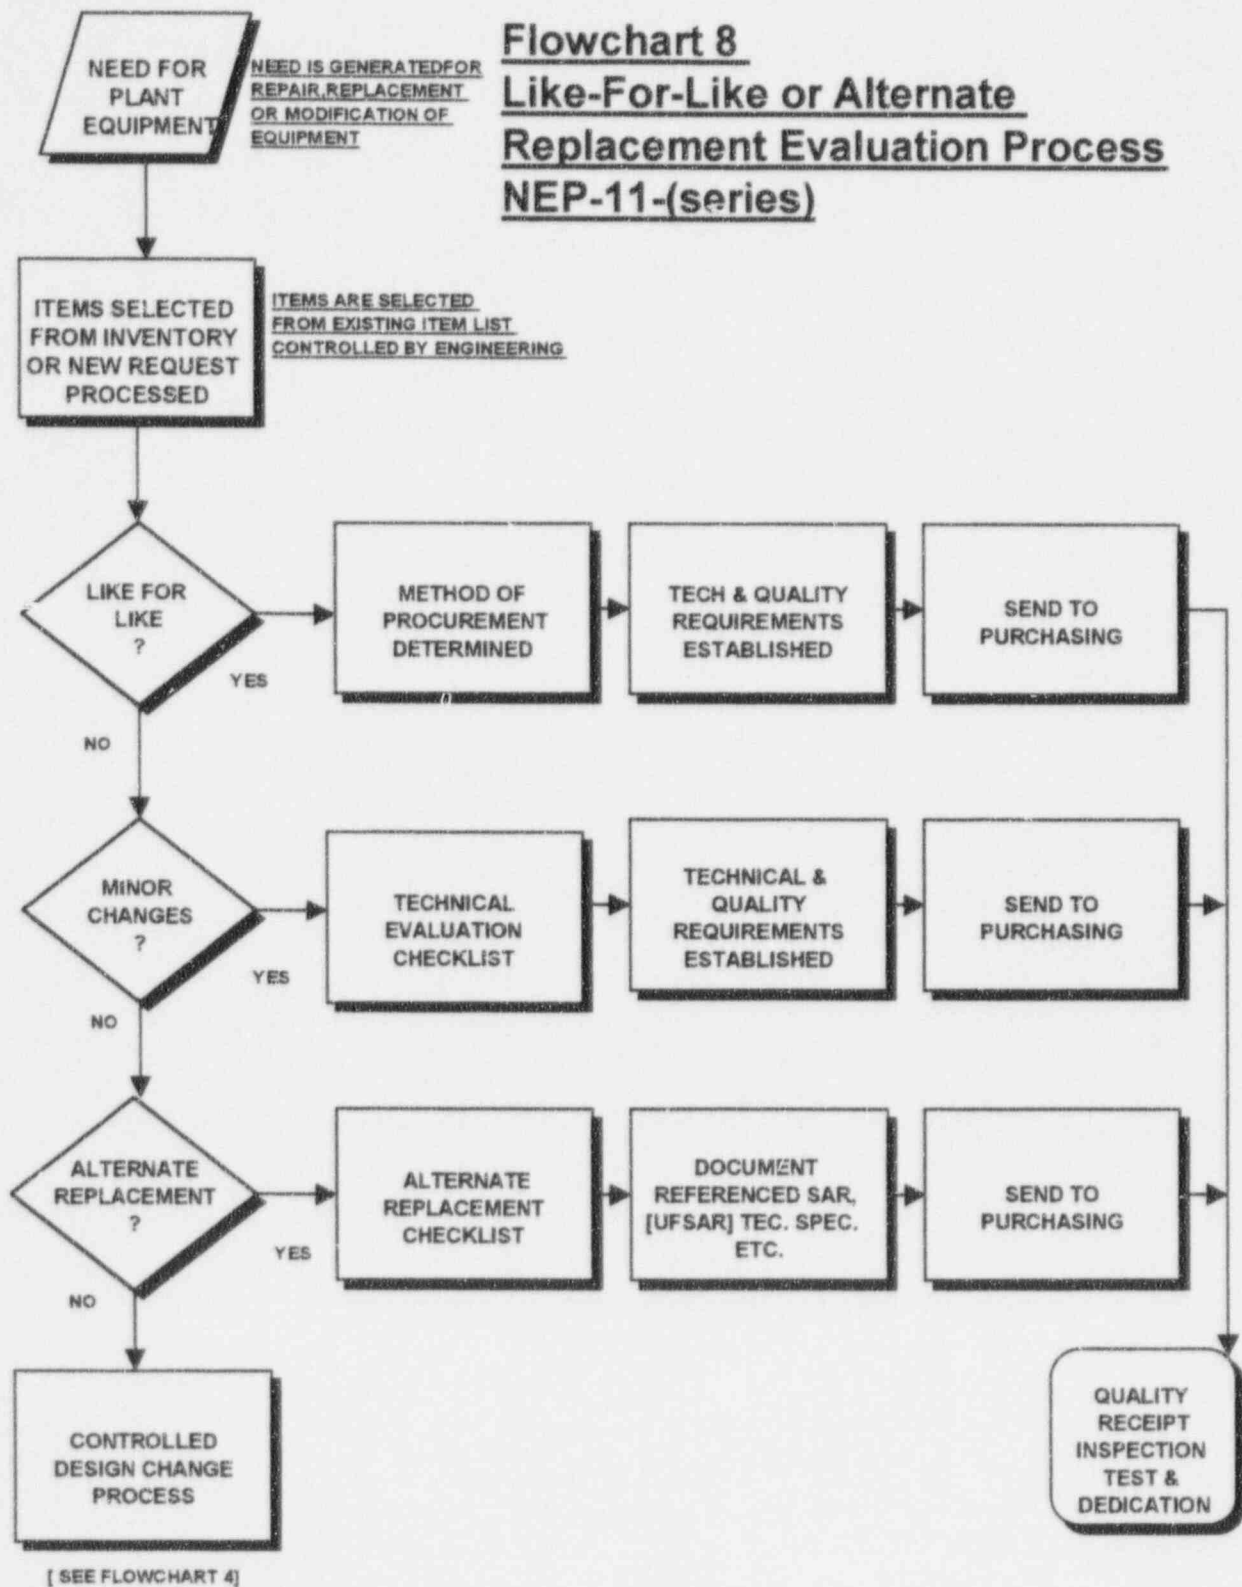 Flowchart 8
Like-For-Like or Alternate
Replacement Evaluation Process
NEP-11-(series)
NEED FOR
PLANT
EQUIPMENT
NEED IS GENERATEDFOR
REPAIR,REPLACEMENT
OR MODIFICATION OF
EQUIPMENT
ITEMS SELECTED
FROM INVENTORY
OR NEW REQUEST
PROCESSED
ITEMS ARE SELECTED
FROM EXISTING ITEM LIST
CONTROLLED BY ENGINEERING
LIKE FOR
LIKE
?
YES
NO
METHOD OF
PROCUREMENT
DETERMINED
TECH & QUALITY
REQUIREMENTS
ESTABLISHED
SEND TO
PURCHASING
MINOR
CHANGES
?
YES
NO
TECHNICAL
EVALUATION
CHECKLIST
TECHNICAL &
QUALITY
REQUIREMENTS
ESTABLISHED
SEND TO
PURCHASING
ALTERNATE
REPLACEMENT
?
YES
NO
ALTERNATE
REPLACEMENT
CHECKLIST
DOCUMENT
REFERENCED SAR,
[UFSAR] TEC. SPEC.
ETC.
SEND TO
PURCHASING
CONTROLLED
DESIGN CHANGE
PROCESS
[ SEE FLOWCHART 4]
QUALITY
RECEIPT
INSPECTION
TEST &
DEDICATION